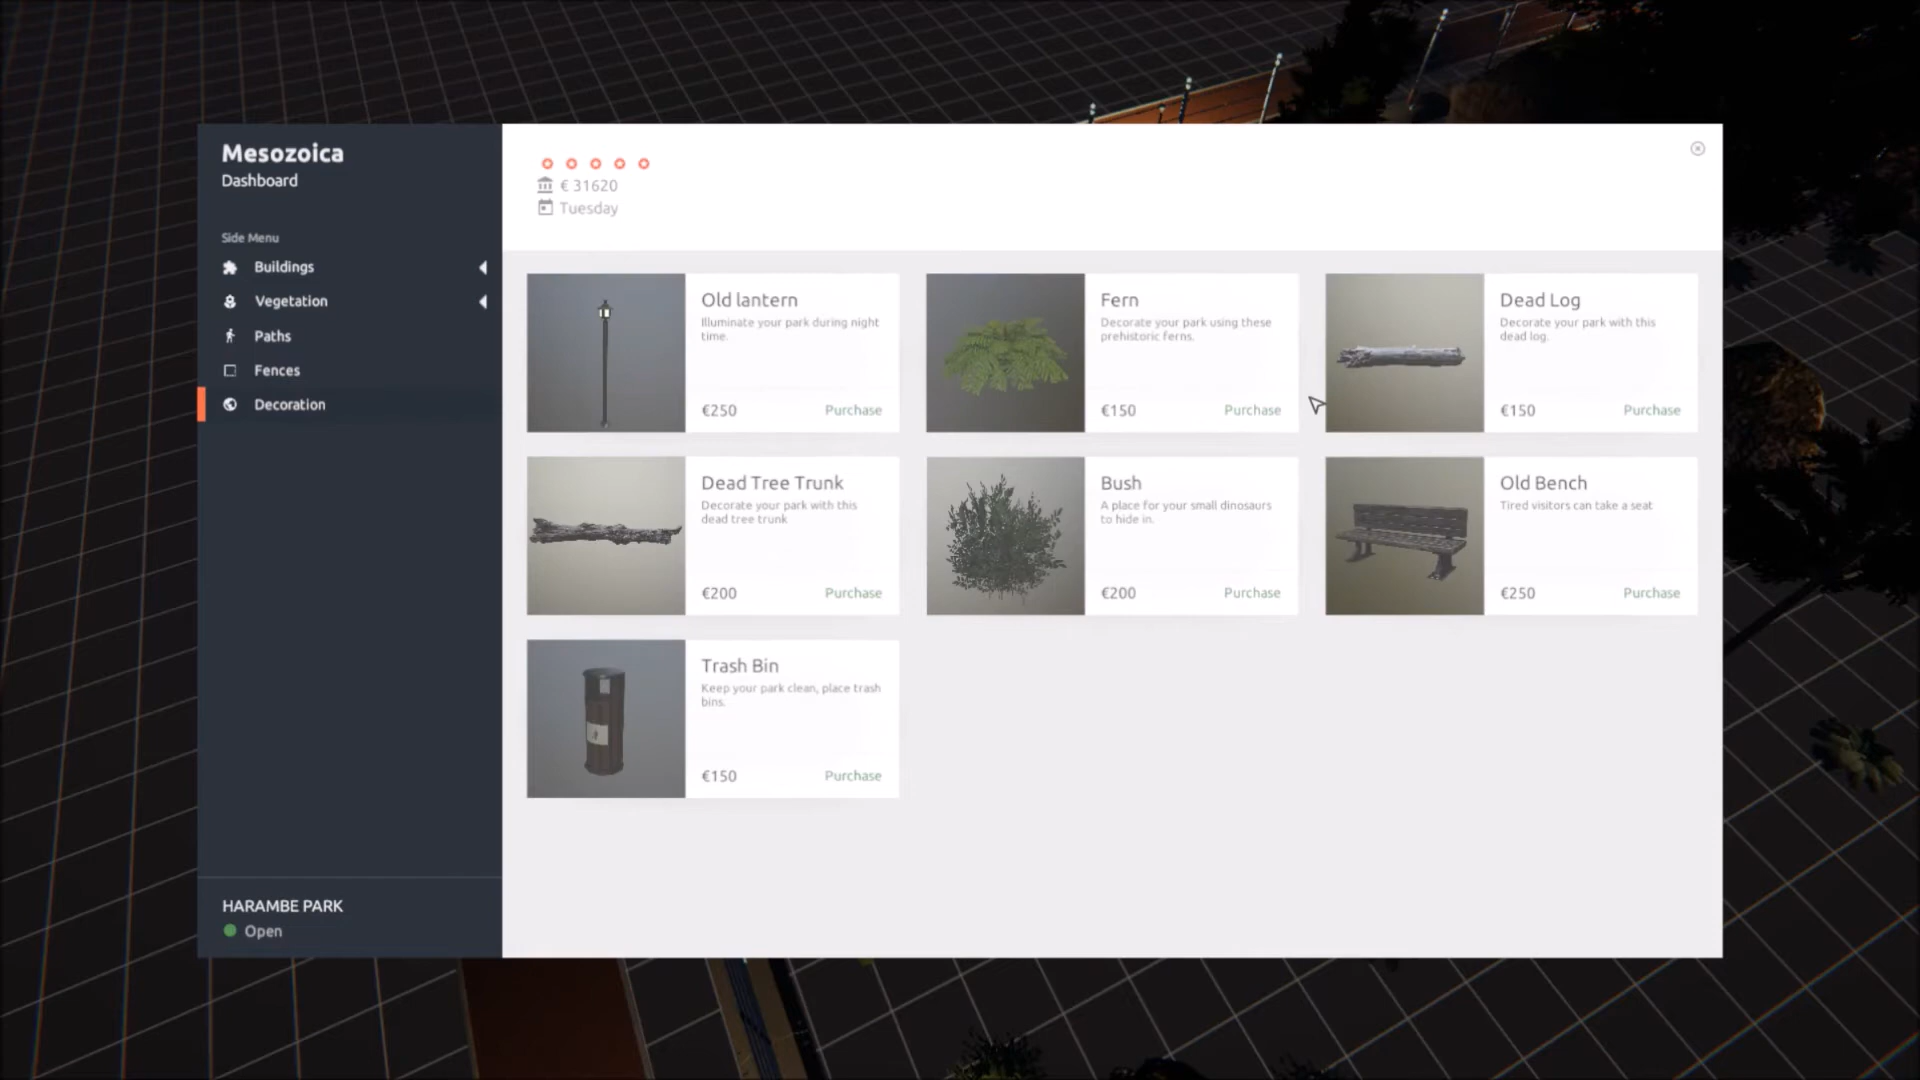 Mesozoica
Dashboard
Side Menu
Buildings
Vegetation
Paths
Fences
Decoration
HARAMBE PARK
Open
€ 31620
Tuesday
Old lantern
Illuminate your park during night
time.
€250 Purchase
Fern
Decorate your park using these
prehistoric ferns.
€150 Purchase
Dead Log
Decorate your park with this
dead log.
€150 Purchase
Dead Tree Trunk
Decorate your park with this
dead tree trunk
€200 Purchase
Bush
A place for your small dinosaurs
to hide in.
€200 Purchase
Old Bench
Tired visitors can take a seat
€250 Purchase
Trash Bin
Keep your park clean, place trash
bins.
€150 Purchase